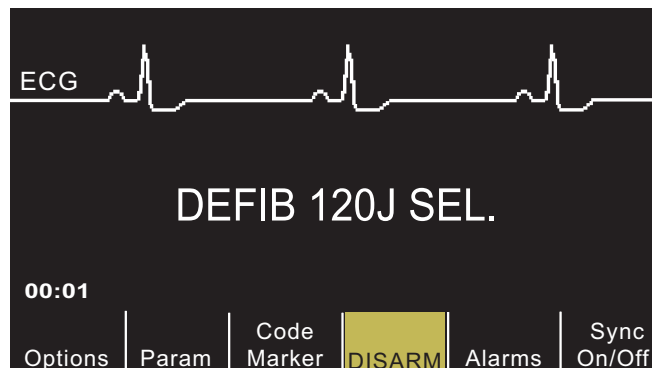 ECG
DEFIB 120J SEL.
00:01
Code Sync
Options Param Marker DISARM Alarms On/Off